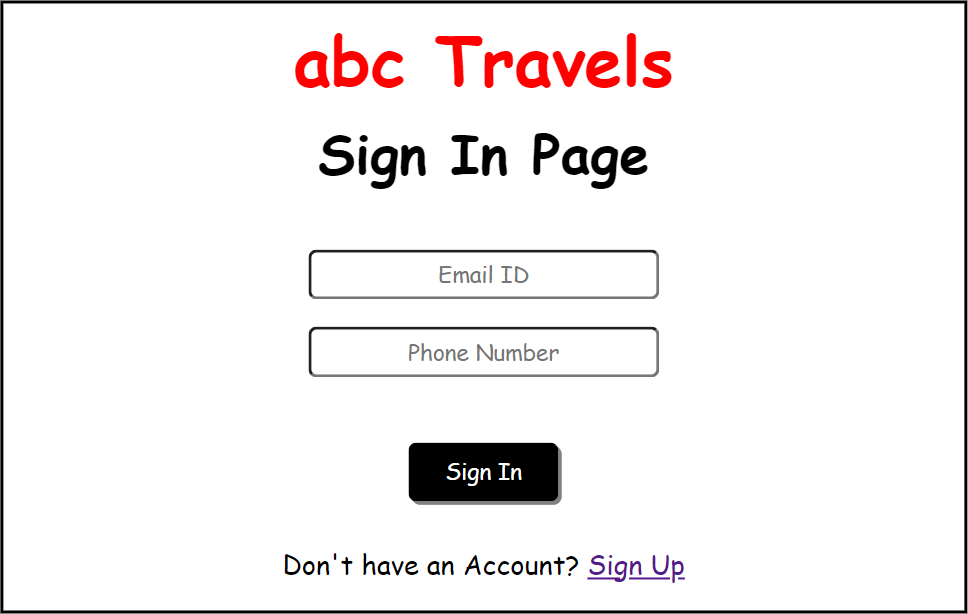 abc Travels
Sign In Page
Email ID
Phone Number
Sign In
Don't have an Account? Sign Up